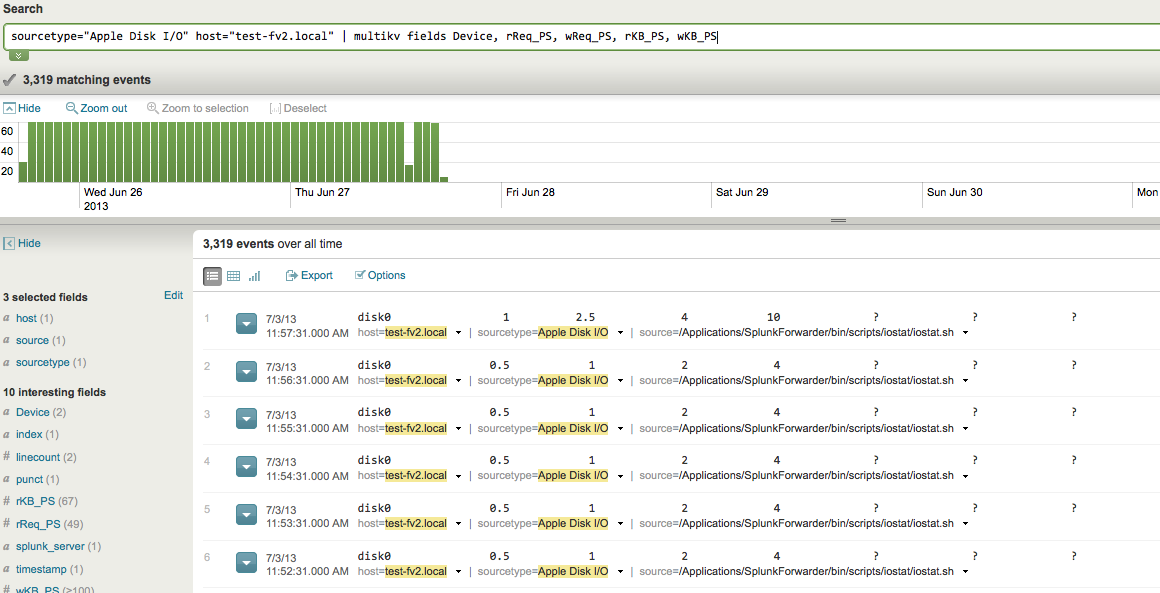 Search
sourcetype="Apple Disk I/O" host="test-fv2.local" | multikv fields Device, rReq_PS, wReq_PS, rKB_PS, wKB_PS
3,319 matching events
Hide Zoom out Zoom to selection Deselect
60
40
20
Wed Jun 26 Thu Jun 27 Fri Jun 28 Sat Jun 29 Sun Jun 30 Mon
2013
Hide
3 selected fields Edit
a host (1)
a source (1)
a sourcetype (1)
10 interesting fields
a Device (2)
a index (1)
# linecount (2)
a punct (1)
# rKB_PS (67)
# rReq_PS (49)
a splunk_server (1)
a timestamp (1)
# wKB_PS (≥100)
3,319 events over all time
Export Options
1 7/3/13 disk0 1 2.5 4 10 ? ? ?
11:57:31.000 AM host=test-fv2.local | sourcetype=Apple Disk I/O | source=/Applications/SplunkForwarder/bin/scripts/iostat/iostat.sh
2 7/3/13 disk0 0.5 1 2 4 ? ? ?
11:56:31.000 AM host=test-fv2.local | sourcetype=Apple Disk I/O | source=/Applications/SplunkForwarder/bin/scripts/iostat/iostat.sh
3 7/3/13 disk0 0.5 1 2 4 ? ? ?
11:55:31.000 AM host=test-fv2.local | sourcetype=Apple Disk I/O | source=/Applications/SplunkForwarder/bin/scripts/iostat/iostat.sh
4 7/3/13 disk0 0.5 1 2 4 ? ? ?
11:54:31.000 AM host=test-fv2.local | sourcetype=Apple Disk I/O | source=/Applications/SplunkForwarder/bin/scripts/iostat/iostat.sh
5 7/3/13 disk0 0.5 1 2 4 ? ? ?
11:53:31.000 AM host=test-fv2.local | sourcetype=Apple Disk I/O | source=/Applications/SplunkForwarder/bin/scripts/iostat/iostat.sh
6 7/3/13 disk0 0.5 1 2 4 ? ? ?
11:52:31.000 AM host=test-fv2.local | sourcetype=Apple Disk I/O | source=/Applications/SplunkForwarder/bin/scripts/iostat/iostat.sh